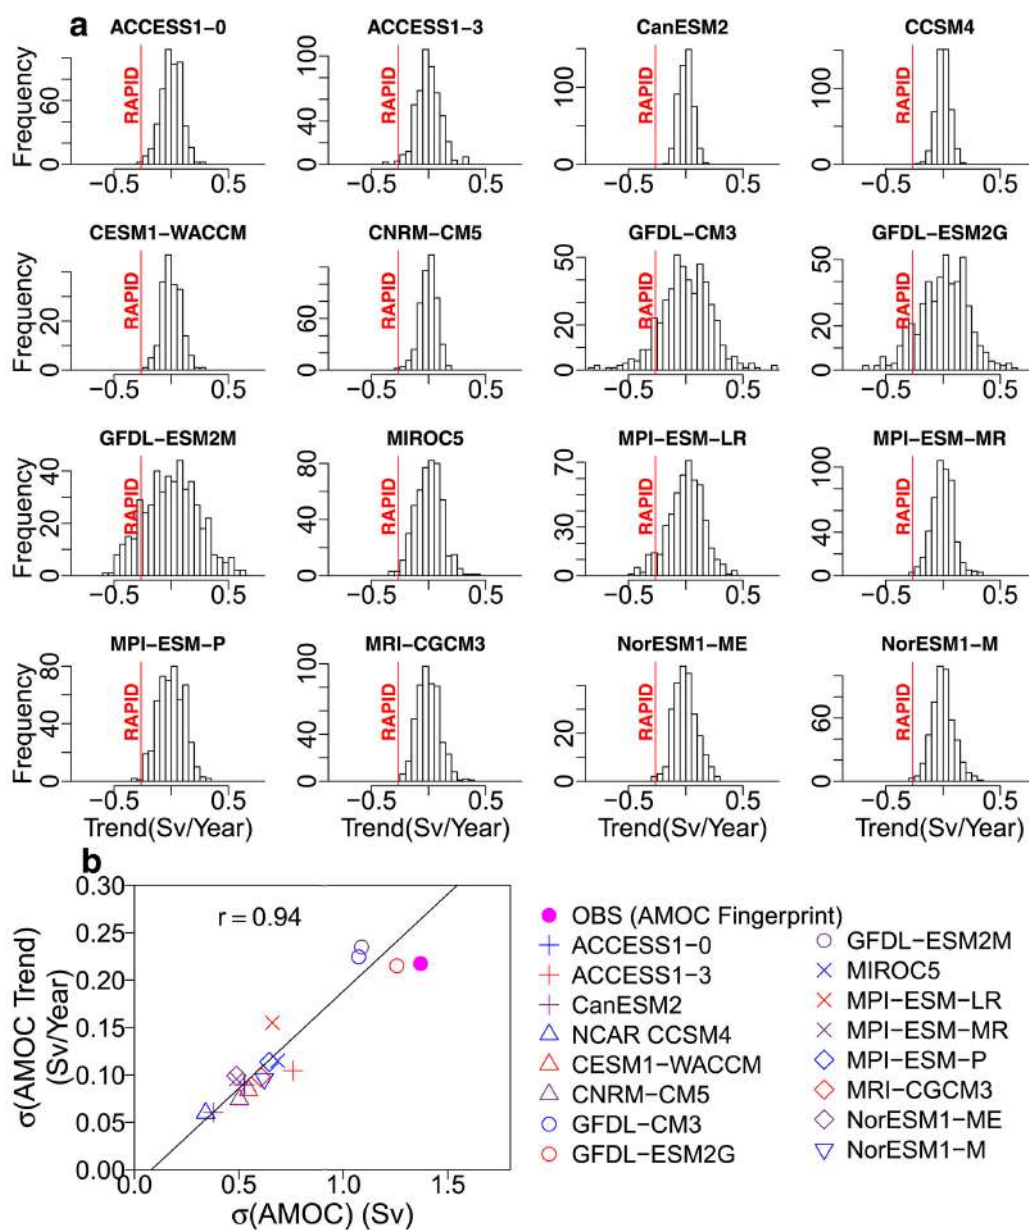 a
ACCESS1−0 ACCESS1−3 CanESM2 CCSM4
Frequency
0 60
0 40 100
0 100
0 100
RAPID RAPID RAPID RAPID
−0.5 0.5 −0.5 0.5 −0.5 0.5 −0.5 0.5
CESM1−WACCM CNRM−CM5 GFDL−CM3 GFDL−ESM2G
Frequency
0 20
0 60
0 20 50
0 20 50
RAPID RAPID RAPID RAPID
−0.5 0.5 −0.5 0.5 −0.5 0.5 −0.5 0.5
GFDL−ESM2M MIROC5 MPI−ESM−LR MPI−ESM−MR
Frequency
0 20 40
0 40 80
0 30 70
0 40 100
RAPID RAPID RAPID RAPID
−0.5 0.5 −0.5 0.5 −0.5 0.5 −0.5 0.5
MPI−ESM−P MRI−CGCM3 NorESM1−ME NorESM1−M
Frequency
0 40 80
0 40 100
0 20
0 60
RAPID RAPID RAPID RAPID
−0.5 0.5 −0.5 0.5 −0.5 0.5 −0.5 0.5
Trend(Sv/Year) Trend(Sv/Year) Trend(Sv/Year) Trend(Sv/Year)
b
σ(AMOC Trend)
(Sv/Year)
0.30
0.25
0.20
0.15
0.10
0.05
0.00
r = 0.94
0.0 0.5 1.0 1.5
σ(AMOC) (Sv)
OBS (AMOC Fingerprint)
ACCESS1−0
ACCESS1−3
CanESM2
NCAR CCSM4
CESM1−WACCM
CNRM−CM5
GFDL−CM3
GFDL−ESM2G
GFDL−ESM2M
MIROC5
MPI−ESM−LR
MPI−ESM−MR
MPI−ESM−P
MRI−CGCM3
NorESM1−ME
NorESM1−M